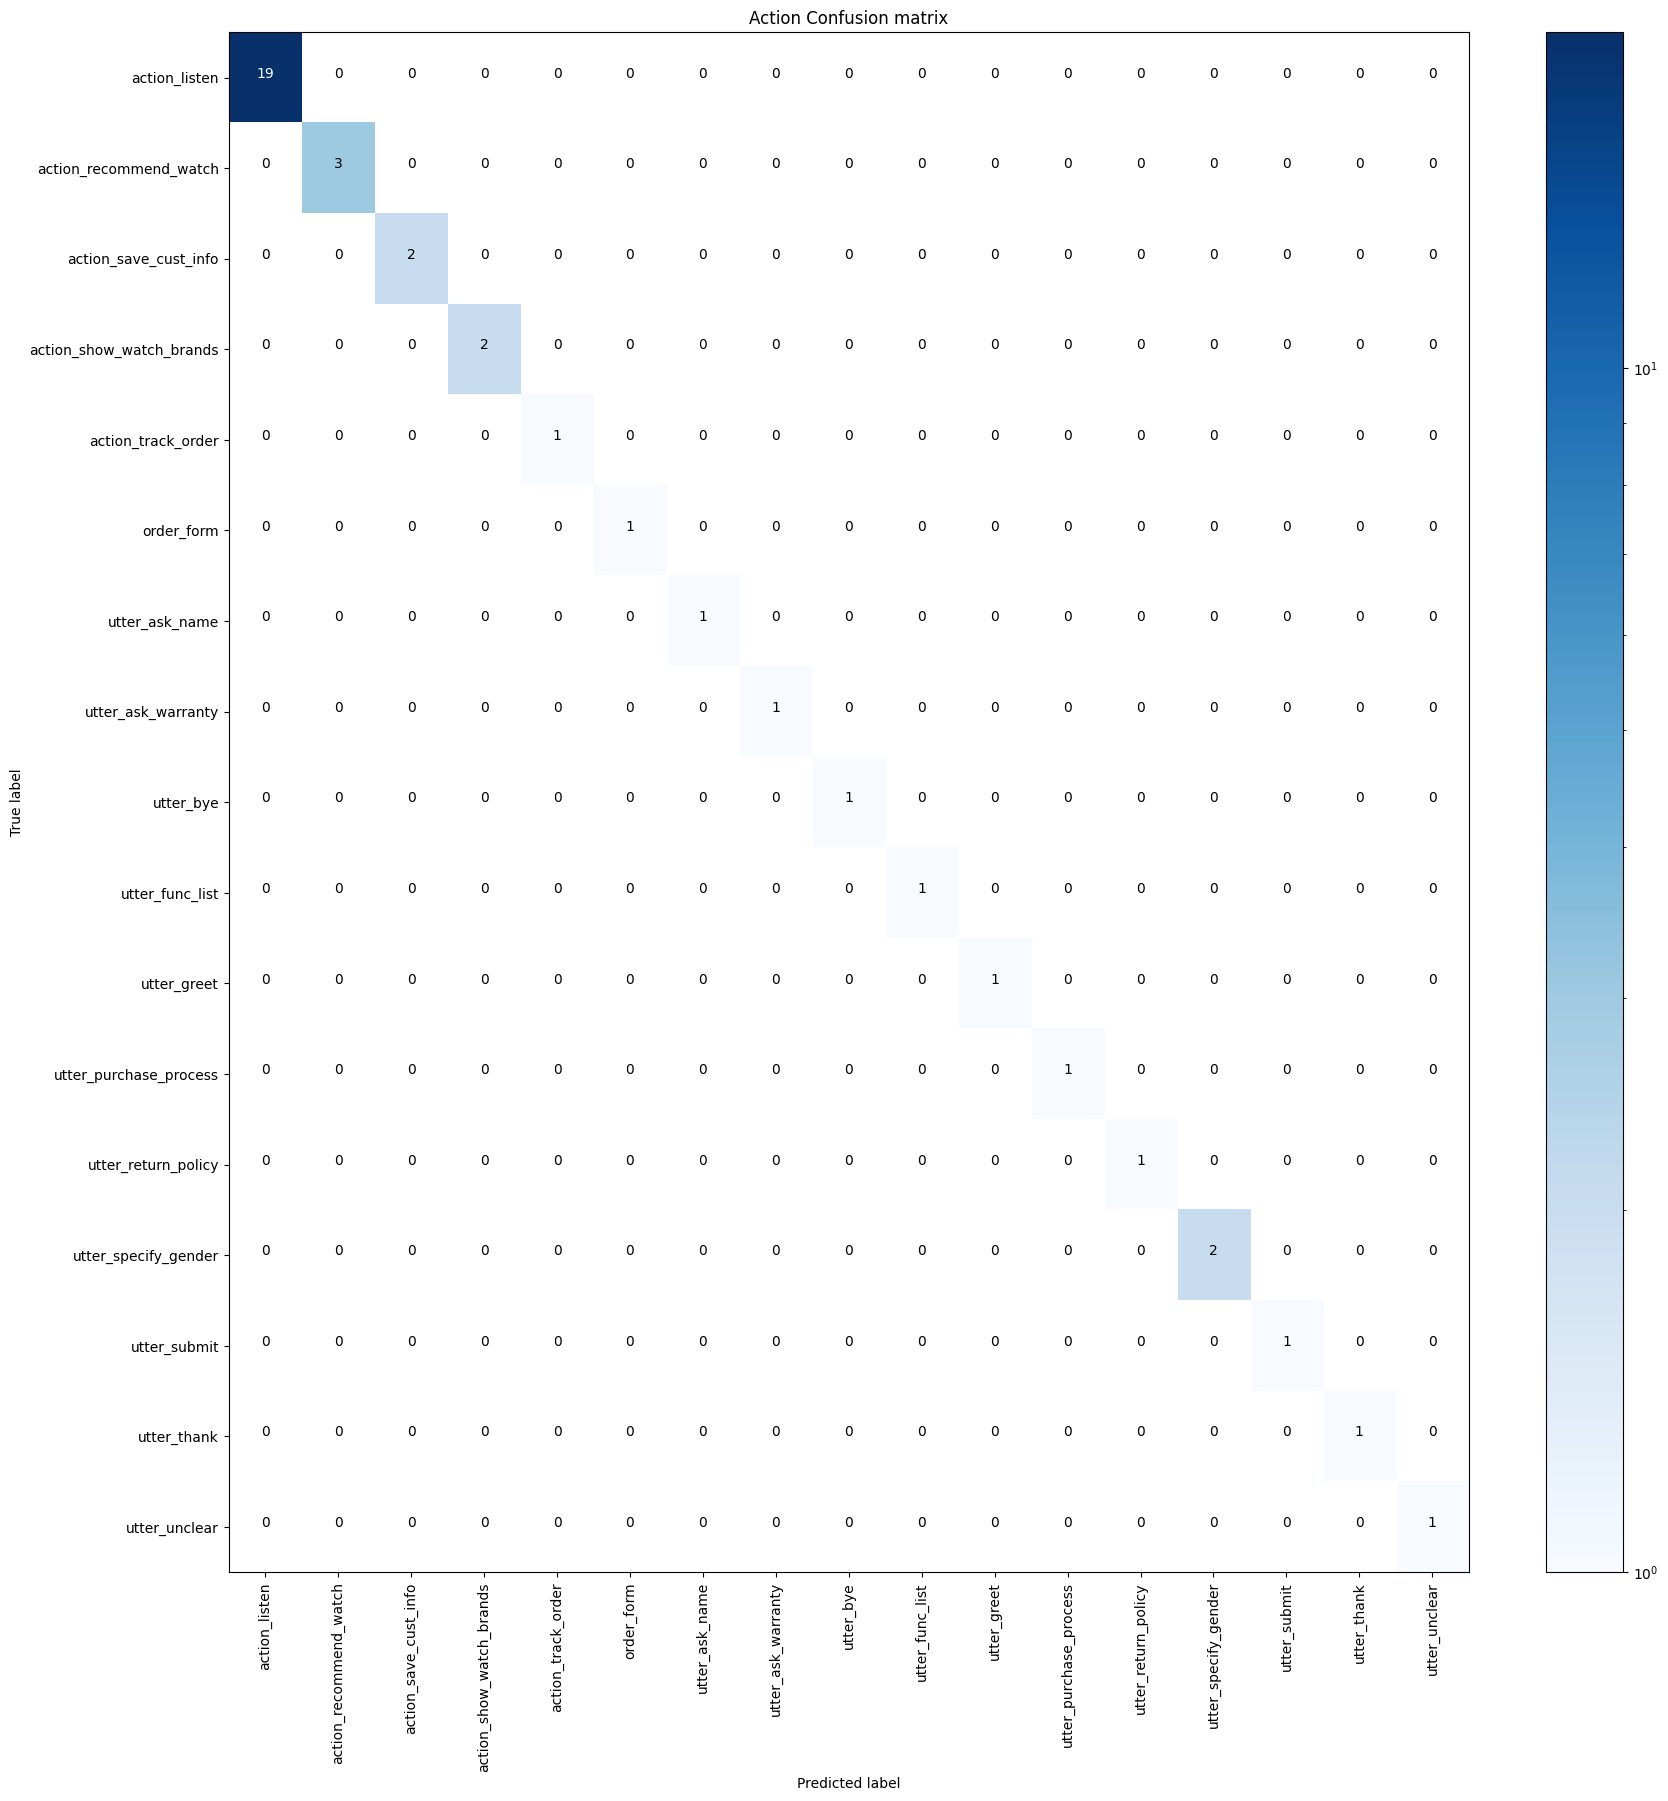 Action Confusion matrix
action_listen 19 0 0 0 0 0 0 0 0 0 0 0 0 0 0 0 0
action_recommend_watch 0 3 0 0 0 0 0 0 0 0 0 0 0 0 0 0 0
action_save_cust_info 0 0 2 0 0 0 0 0 0 0 0 0 0 0 0 0 0
action_show_watch_brands 0 0 0 2 0 0 0 0 0 0 0 0 0 0 0 0 0
action_track_order 0 0 0 0 1 0 0 0 0 0 0 0 0 0 0 0 0
order_form 0 0 0 0 0 1 0 0 0 0 0 0 0 0 0 0 0
utter_ask_name 0 0 0 0 0 0 1 0 0 0 0 0 0 0 0 0 0
utter_ask_warranty 0 0 0 0 0 0 0 1 0 0 0 0 0 0 0 0 0
utter_bye 0 0 0 0 0 0 0 0 1 0 0 0 0 0 0 0 0
utter_func_list 0 0 0 0 0 0 0 0 0 1 0 0 0 0 0 0 0
utter_greet 0 0 0 0 0 0 0 0 0 0 1 0 0 0 0 0 0
utter_purchase_process 0 0 0 0 0 0 0 0 0 0 0 1 0 0 0 0 0
utter_return_policy 0 0 0 0 0 0 0 0 0 0 0 0 1 0 0 0 0
utter_specify_gender 0 0 0 0 0 0 0 0 0 0 0 0 0 2 0 0 0
utter_submit 0 0 0 0 0 0 0 0 0 0 0 0 0 0 1 0 0
utter_thank 0 0 0 0 0 0 0 0 0 0 0 0 0 0 0 1 0
utter_unclear 0 0 0 0 0 0 0 0 0 0 0 0 0 0 0 0 1
True label
action_listen
action_recommend_watch
action_save_cust_info
action_show_watch_brands
action_track_order
order_form
utter_ask_name
utter_ask_warranty
utter_bye
utter_func_list
utter_greet
utter_purchase_process
utter_return_policy
utter_specify_gender
utter_submit
utter_thank
utter_unclear
Predicted label
10¹
10⁰